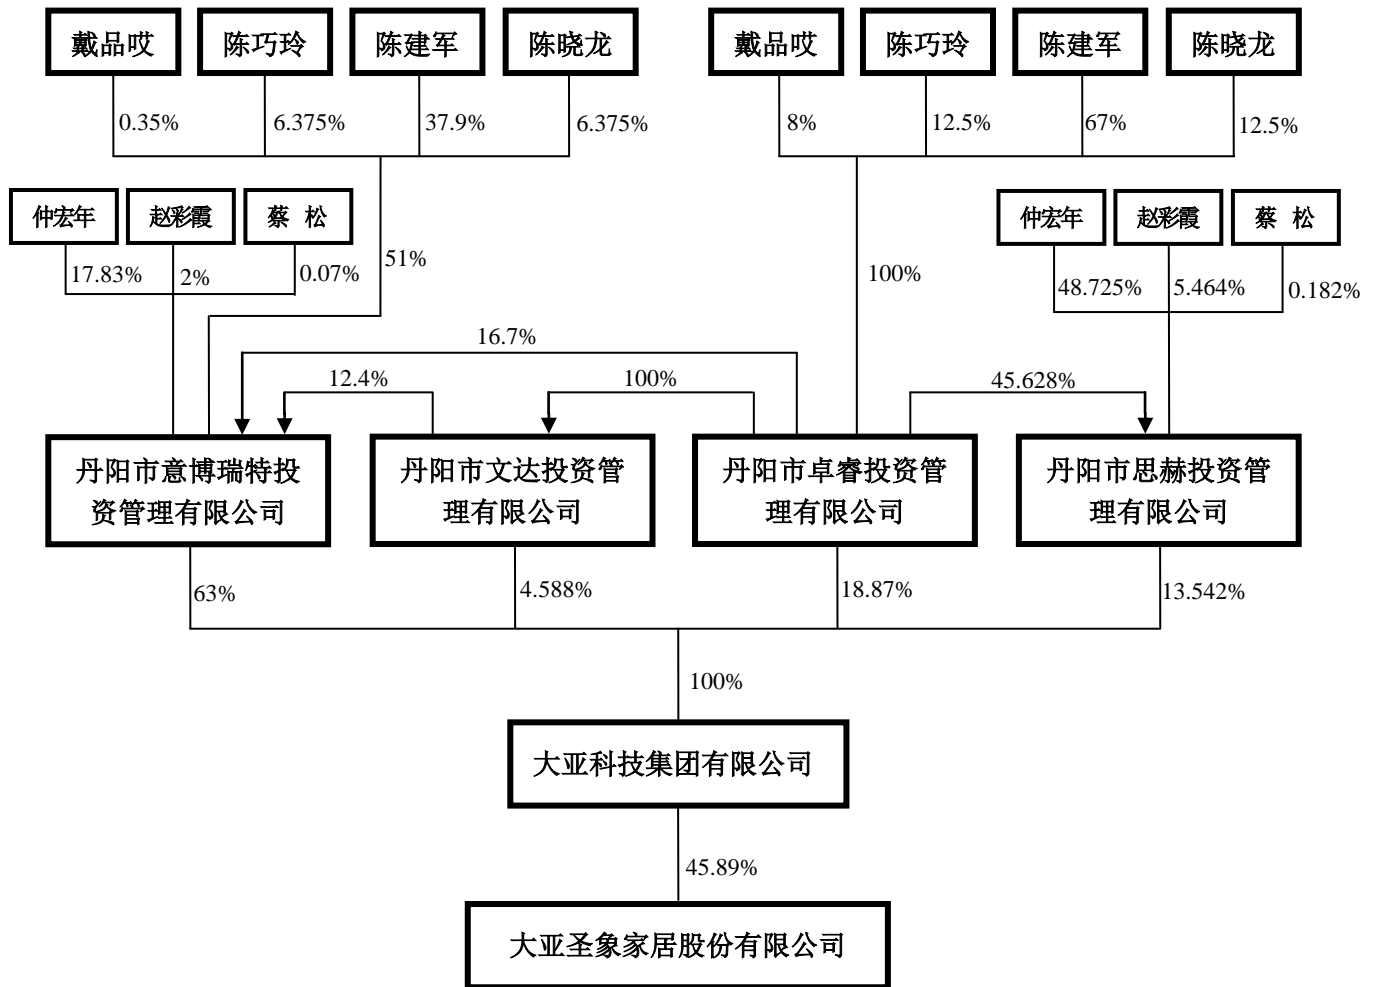 戴品哎 陈巧玲 陈建军 陈晓龙 戴品哎 陈巧玲 陈建军 陈晓龙
0.35% 6.375% 37.9% 6.375% 8% 12.5% 67% 12.5%
仲宏年 赵彩霞 蔡 松 仲宏年 赵彩霞 蔡 松
17.83% 2% 0.07% 51% 100% 48.725% 5.464% 0.182%
16.7%
12.4% 100% 45.628%
丹阳市意博瑞特投
资管理有限公司
丹阳市文达投资管
理有限公司
丹阳市卓睿投资管
理有限公司
丹阳市思赫投资管
理有限公司
63% 4.588% 18.87% 13.542%
100%
大亚科技集团有限公司
45.89%
大亚圣象家居股份有限公司